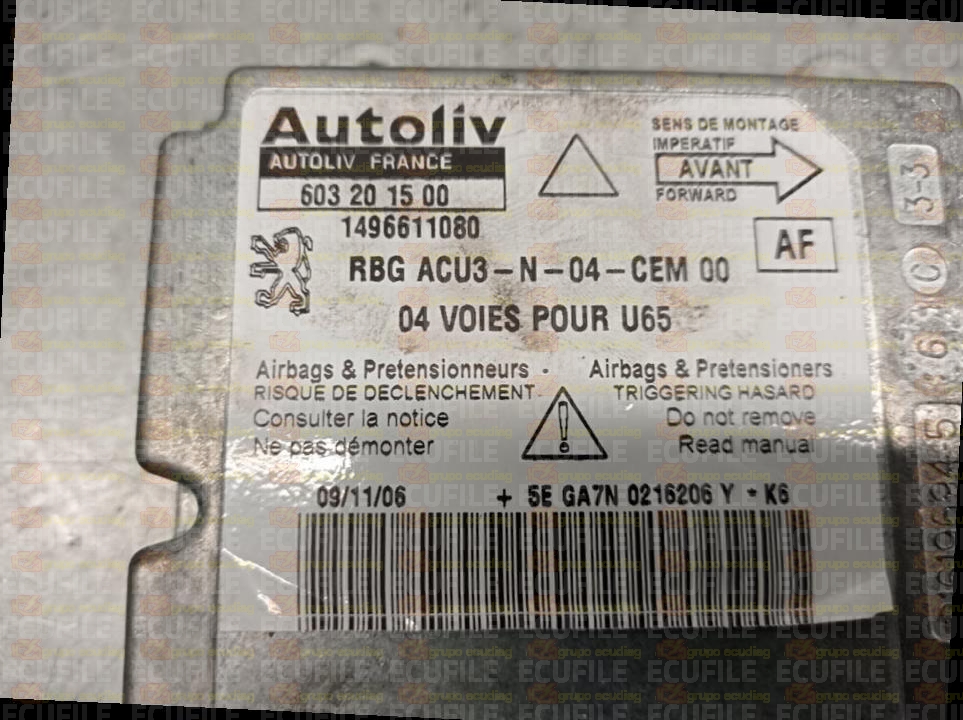 Autoliv
AUTOLIV FRANCE
603 20 15 00
1496611080
SENS DE MONTAGE
IMPERATIF
AVANT
FORWARD
AF
RBG ACU3-N-04-CEM 00
04 VOIES POUR U65
Airbags & Pretensionneurs - Airbags & Pretensioners
RISQUE DE DECLENCHEMENT TRIGGERING HASARD
Consulter la notice Do not remove
Ne pas démonter Read manual
09/11/06 + 5E GA7N 0216206 Y * K6
3-3
C
ECUFILE
grupo ecudiag